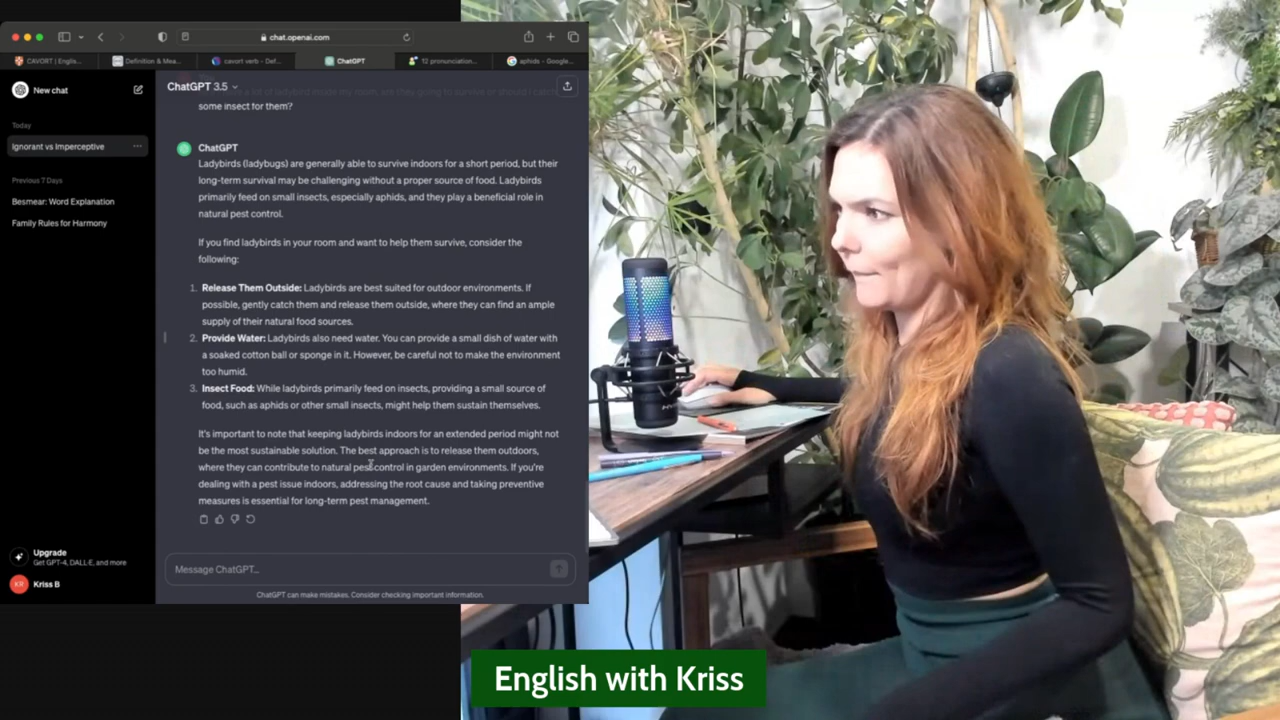 chat.openai.com
CAVORT | Englis...
Definition & Mea...
cavort verb - Def...
ChatGPT
12 pronunciation...
aphids - Google...
New chat
ChatGPT 3.5
Today
some insect for them?
Ignorant vs Imperceptive
ChatGPT
Ladybirds (ladybugs) are generally able to survive indoors for a short period, but their
long-term survival may be challenging without a proper source of food. Ladybirds
primarily feed on small insects, especially aphids, and they play a beneficial role in
natural pest control.
Previous 7 Days
Besmear: Word Explanation
Family Rules for Harmony
If you find ladybirds in your room and want to help them survive, consider the
following:
1. Release Them Outside: Ladybirds are best suited for outdoor environments. If
possible, gently catch them and release them outside, where they can find an ample
supply of their natural food sources.
2. Provide Water: Ladybirds also need water. You can provide a small dish of water with
a soaked cotton ball or sponge in it. However, be careful not to make the environment
too humid.
3. Insect Food: While ladybirds primarily feed on insects, providing a small source of
food, such as aphids or other small insects, might help them sustain themselves.
It's important to note that keeping ladybirds indoors for an extended period might not
be the most sustainable solution. The best approach is to release them outdoors,
where they can contribute to natural pest control in garden environments. If you're
dealing with a pest issue indoors, addressing the root cause and taking preventive
measures is essential for long-term pest management.
Upgrade
Get GPT-4, DALL·E, and more
KR
Kriss B
Message ChatGPT...
ChatGPT can make mistakes. Consider checking important information.
English with Kriss